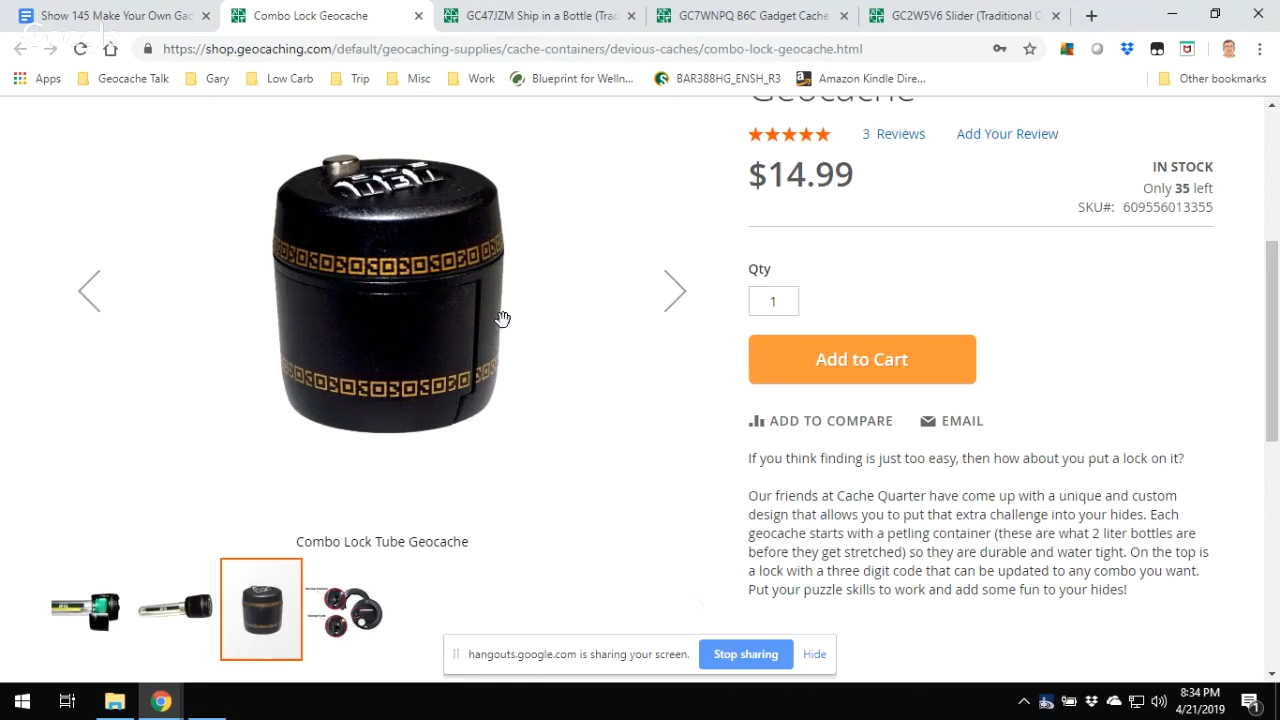 Show 145 Make Your Own Gac
Combo Lock Geocache
GC47JZM Ship in a Bottle (Trad
GC2W5V6 Slider (Traditional C
https://shop.geocaching.com/default/geocaching-supplies/cache-containers/devious-caches/combo-lock-geocache.html
Apps
Geocache Talk
Gary
Low Carb
Trip
Misc
Work
Blueprint for Welln...
BAR388HG_ENSH_R3
Amazon Kindle Dire...
Other bookmarks
Geocache
3 Reviews
Add Your Review
$14.99
IN STOCK
Only 35 left
SKU#: 609556013355
Qty
1
Add to Cart
ADD TO COMPARE
EMAIL
If you think finding is just too easy, then how about you put a lock on it?
Our friends at Cache Quarter have come up with a unique and custom
design that allows you to put that extra challenge into your hides. Each
geocache starts with a petling container (these are what 2 liter bottles are
before they get stretched) so they are durable and water tight. On the top is
a lock with a three digit code that can be updated to any combo you want.
Put your puzzle skills to work and add some fun to your hides!
Combo Lock Tube Geocache
hangouts.google.com is sharing your screen.
Stop sharing
Hide
8:34 PM
4/21/2019